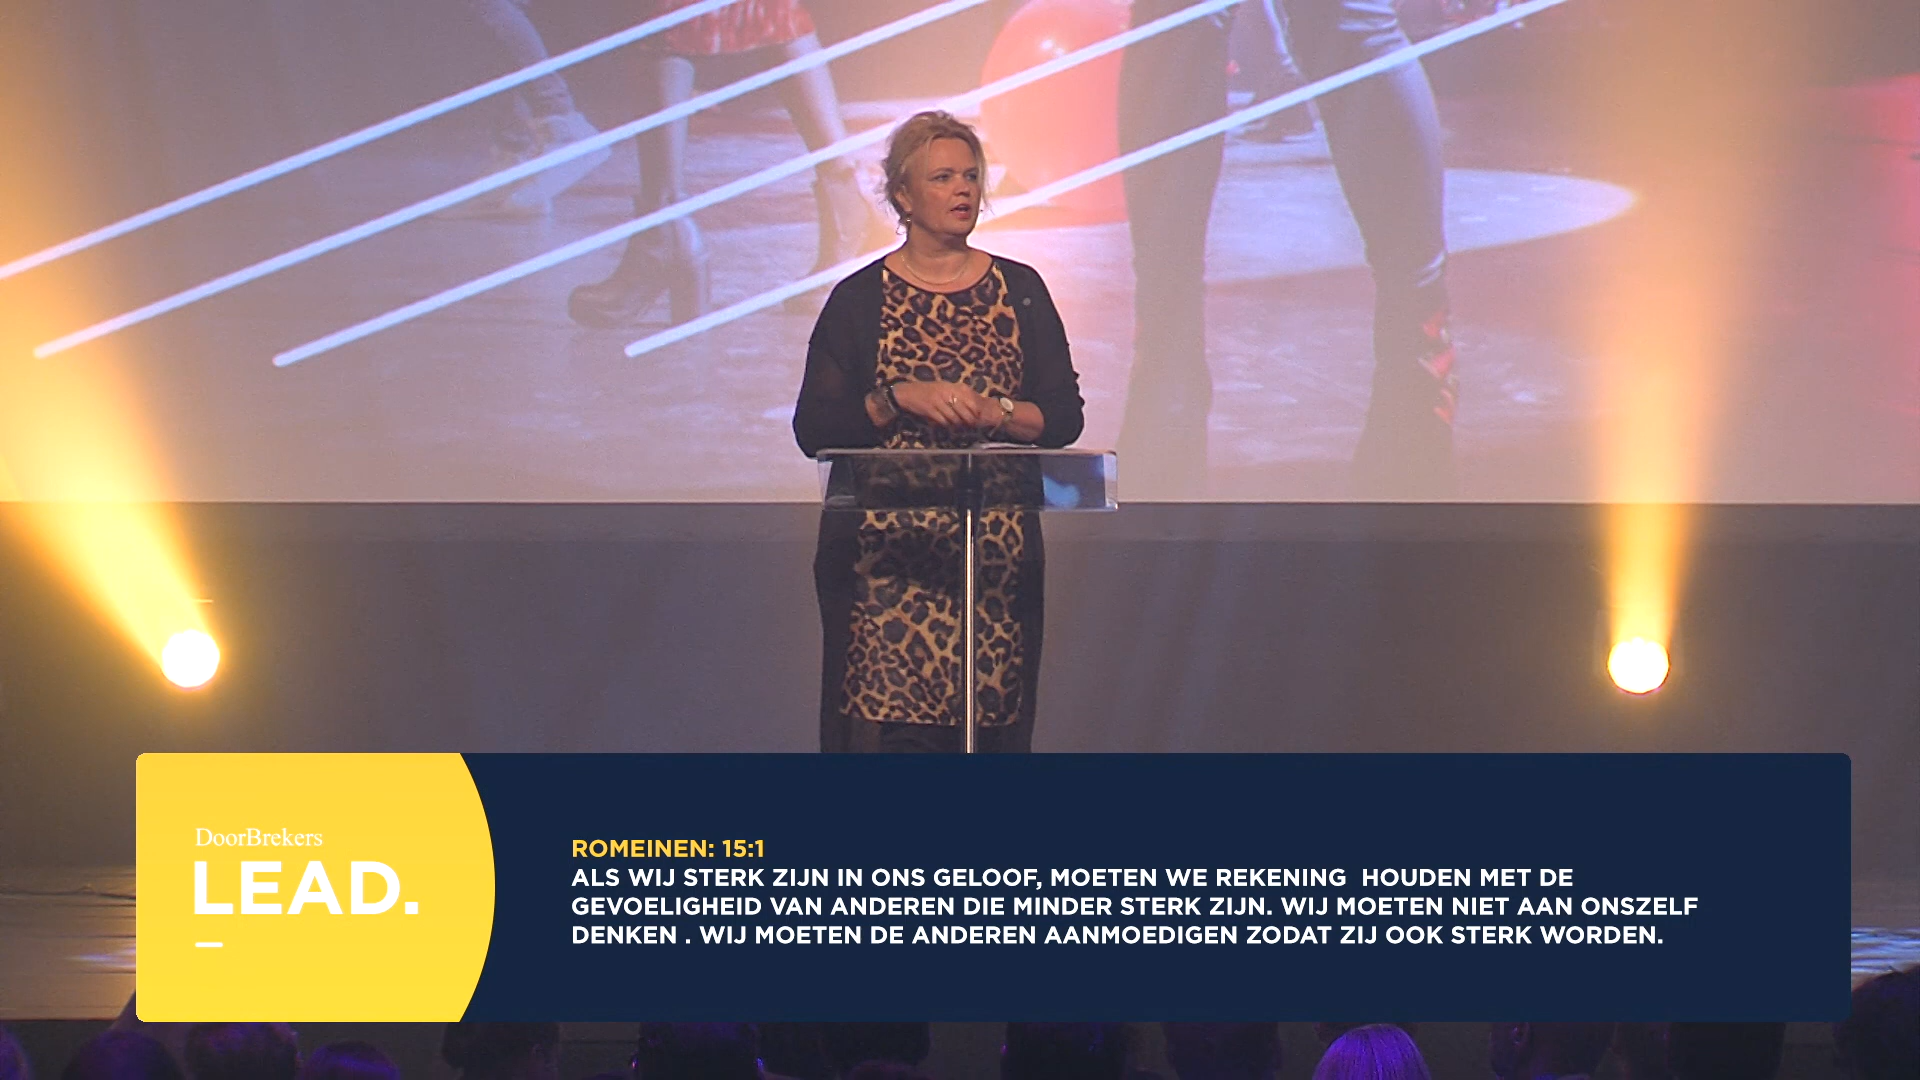 DoorBrekers
LEAD.
ROMEINEN: 15:1
ALS WIJ STERK ZIJN IN ONS GELOOF, MOETEN WE REKENING  HOUDEN MET DE
GEVOELIGHEID VAN ANDEREN DIE MINDER STERK ZIJN. WIJ MOETEN NIET AAN ONSZELF
DENKEN . WIJ MOETEN DE ANDEREN AANMOEDIGEN ZODAT ZIJ OOK STERK WORDEN.